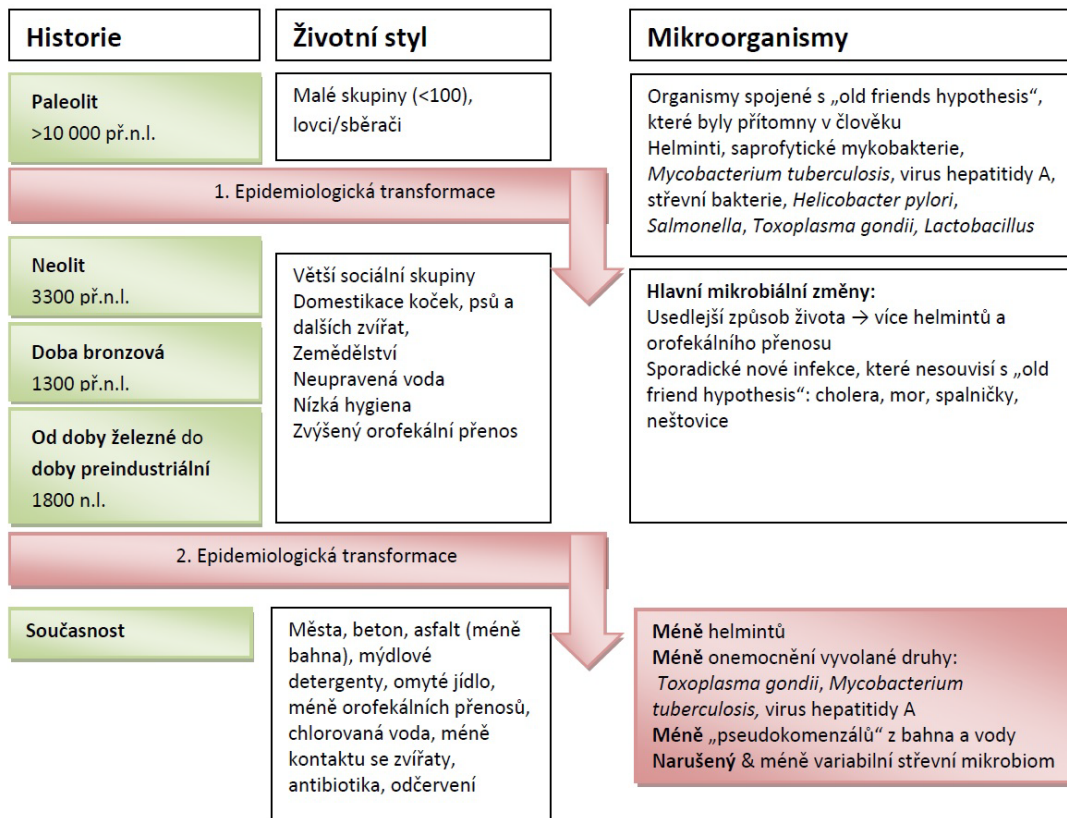 Historie
Životní styl
Mikroorganismy
Paleolit
>10 000 př.n.l.
Malé skupiny (<100),
lovci/sběrači
Organismy spojené s „old friends hypothesis“,
které byly přítomny v člověku
Helminti, saprofytické mykobakterie,
Mycobacterium tuberculosis, virus hepatitidy A,
střevní bakterie, Helicobacter pylori,
Salmonella, Toxoplasma gondii, Lactobacillus
1. Epidemiologická transformace
Neolit
3300 př.n.l.
Doba bronzová
1300 př.n.l.
Od doby železné do
doby preindustriální
1800 n.l.
Větší sociální skupiny
Domestikace koček, psů a
dalších zvířat,
Zemědělství
Neupravená voda
Nízká hygiena
Zvýšený orofekální přenos
Hlavní mikrobiální změny:
Usedlejší způsob života → více helmintů a
orofekálního přenosu
Sporadické nové infekce, které nesouvisí s „old
friend hypothesis“: cholera, mor, spalničky,
neštovice
2. Epidemiologická transformace
Současnost
Města, beton, asfalt (méně
bahna), mýdlové
detergenty, omyté jídlo,
méně orofekálních přenosů,
chlorovaná voda, méně
kontaktu se zvířaty,
antibiotika, odčervení
Méně helmintů
Méně onemocnění vyvolané druhy:
Toxoplasma gondii, Mycobacterium
tuberculosis, virus hepatitidy A
Méně „pseudokomenzálů“ z bahna a vody
Narušený & méně variabilní střevní mikrobiom